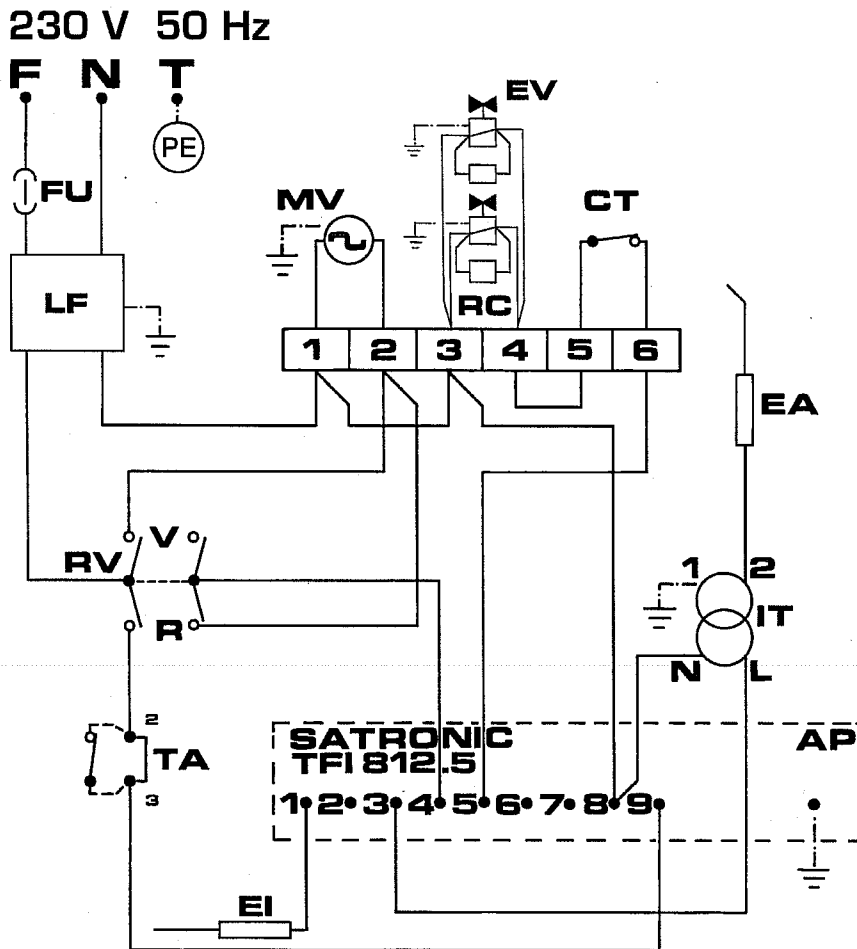 230 V 50 Hz
F N T
PE
FU
EV
MV
CT
LF
RC
1 2 3 4 5 6
EA
V
RV
1 2
R
IT
N L
2
TA
3
SATRONIC
TFI 812.5
AP
1 2 3 4 5 6 7 8 9
EI